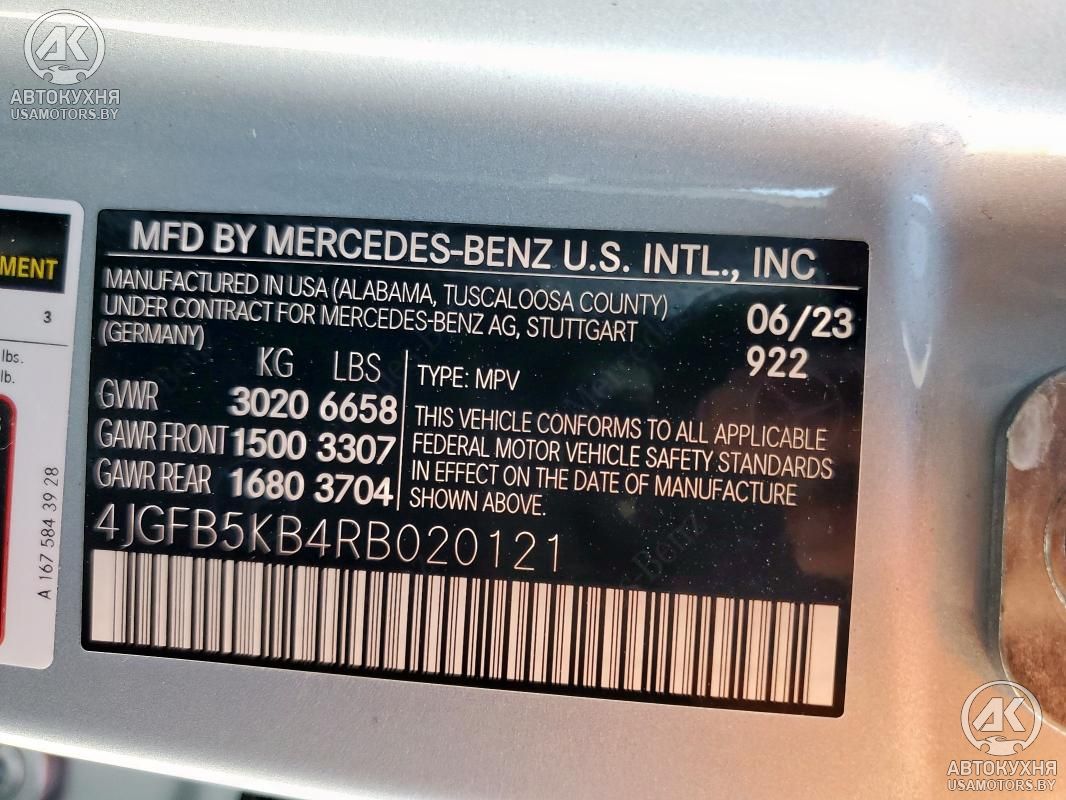 AK
АВТОКУХНЯ
USAMOTORS.BY
MENT
3
lbs.
lb.
A 167 584 39 28
MFD BY MERCEDES-BENZ U.S. INTL., INC
MANUFACTURED IN USA (ALABAMA, TUSCALOOSA COUNTY)
UNDER CONTRACT FOR MERCEDES-BENZ AG, STUTTGART
(GERMANY)
06/23
922
KG LBS
GVWR 3020 6658
GAWR FRONT 1500 3307
GAWR REAR 1680 3704
TYPE: MPV
THIS VEHICLE CONFORMS TO ALL APPLICABLE
FEDERAL MOTOR VEHICLE SAFETY STANDARDS
IN EFFECT ON THE DATE OF MANUFACTURE
SHOWN ABOVE.
4JGFB5KB4RB020121
AK
АВТОКУХНЯ
USAMOTORS.BY